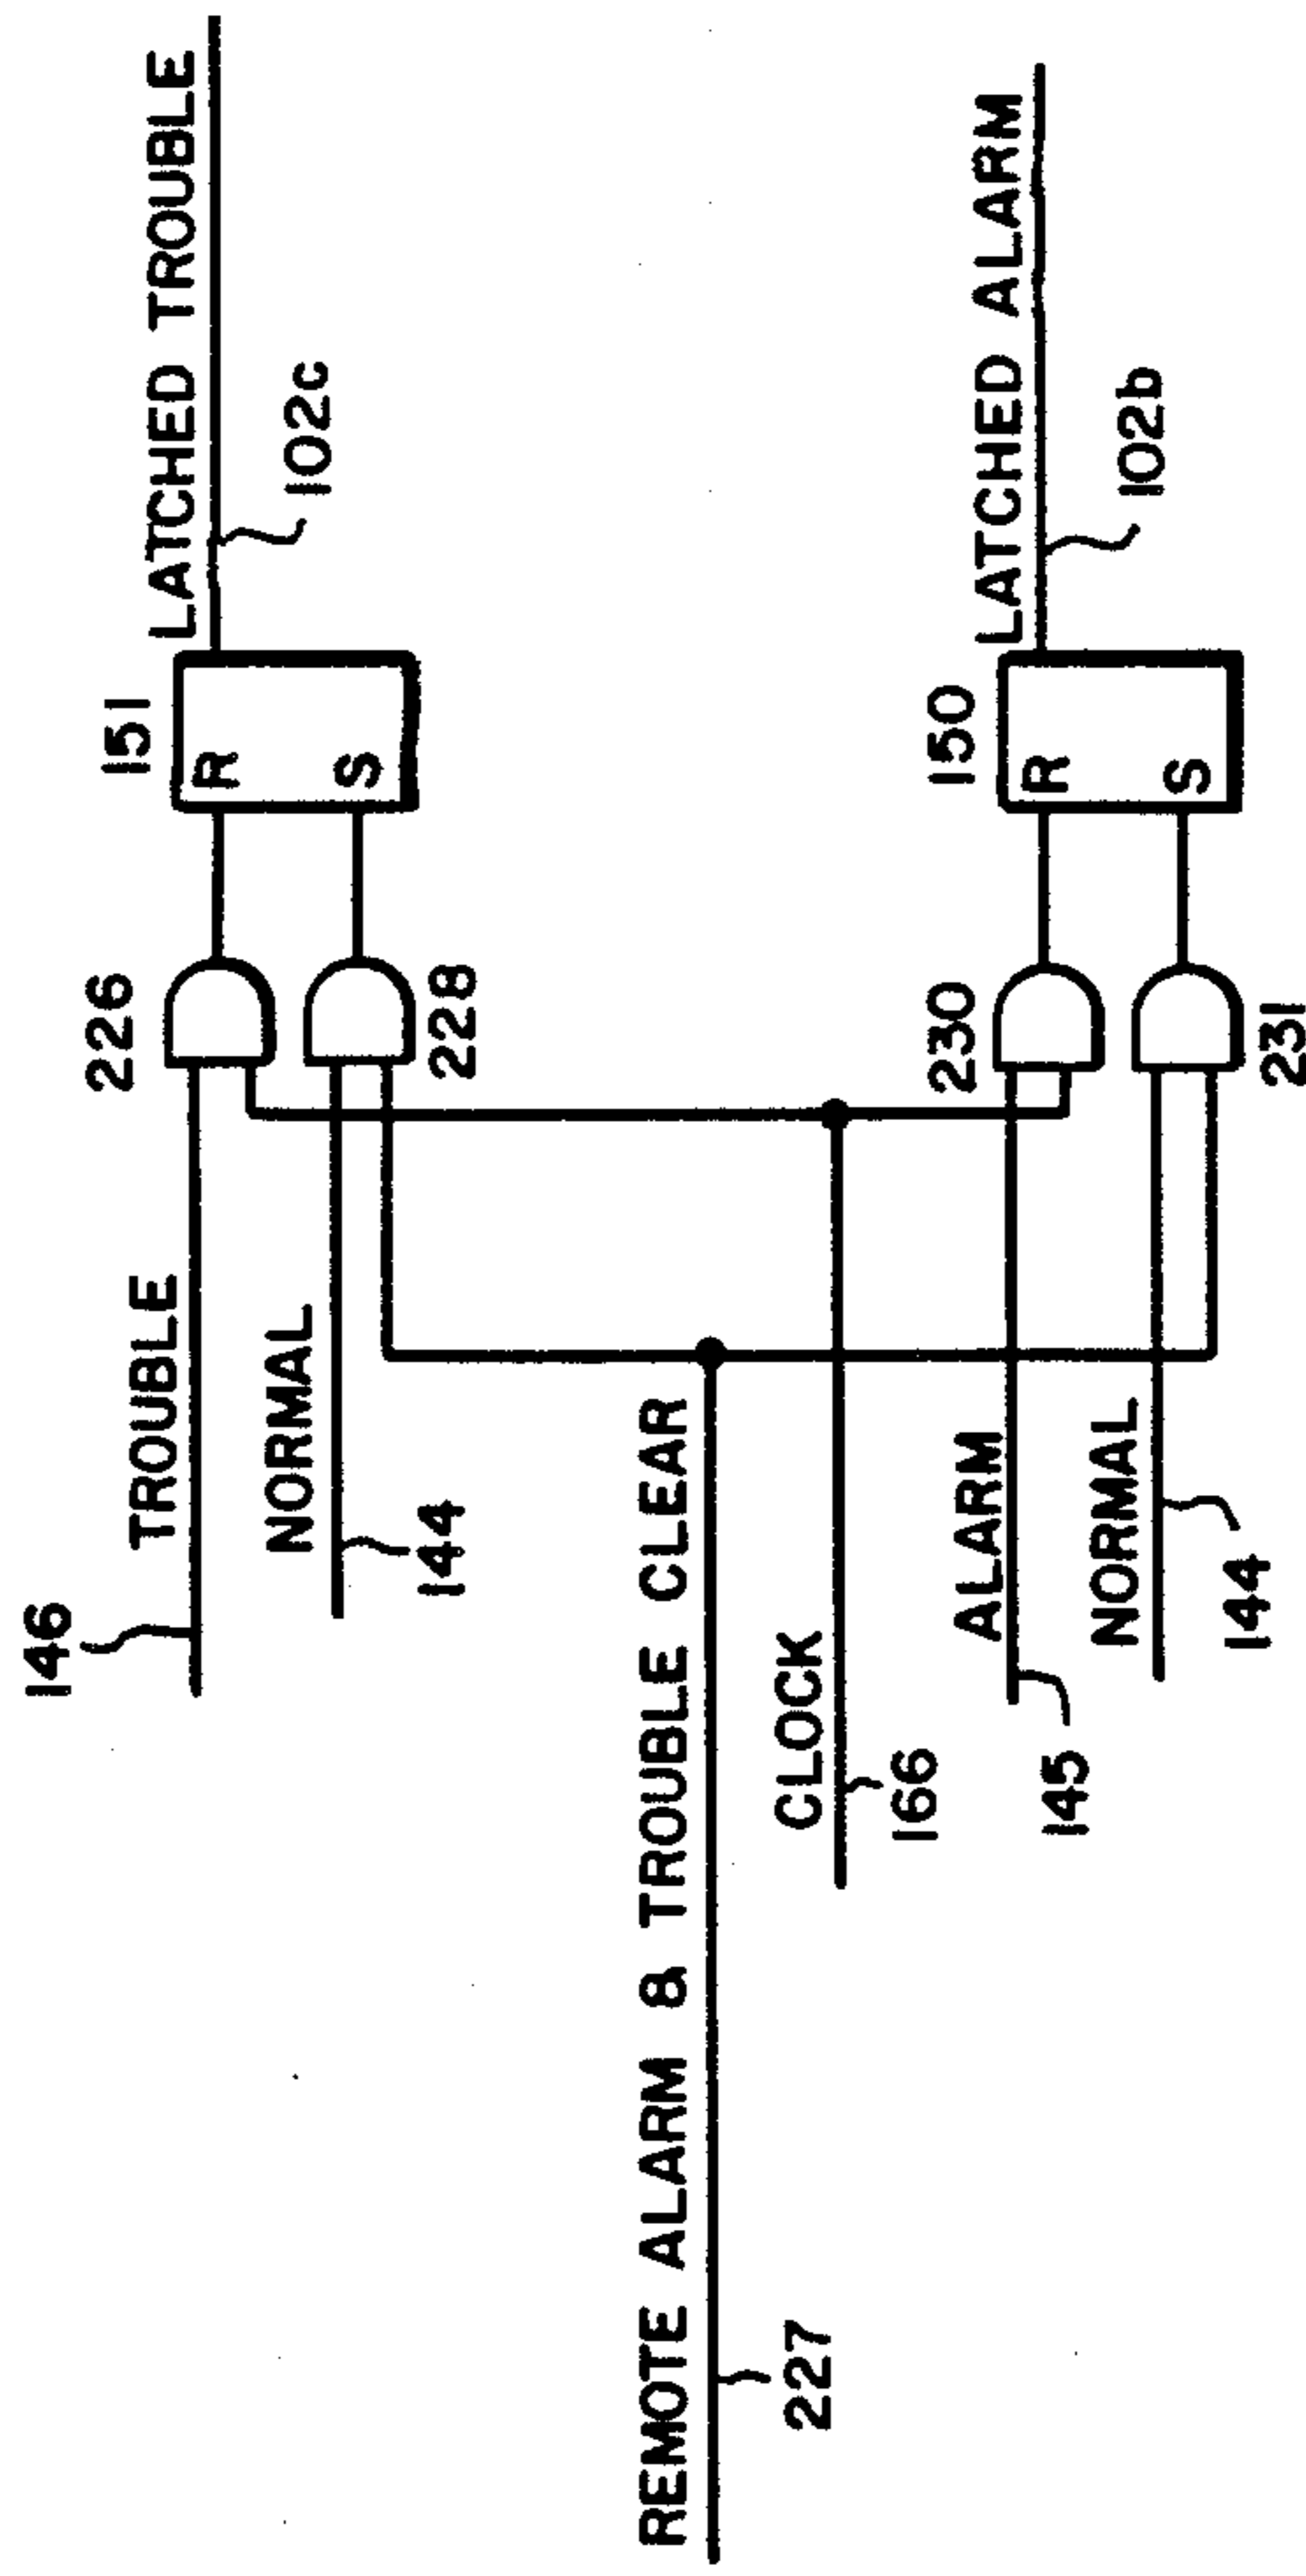 146
TROUBLE
226
151
LATCHED TROUBLE
R
102c
NORMAL
144
228
S
REMOTE ALARM & TROUBLE CLEAR
227
CLOCK
166
ALARM
145
230
150
LATCHED ALARM
R
102b
NORMAL
144
231
S